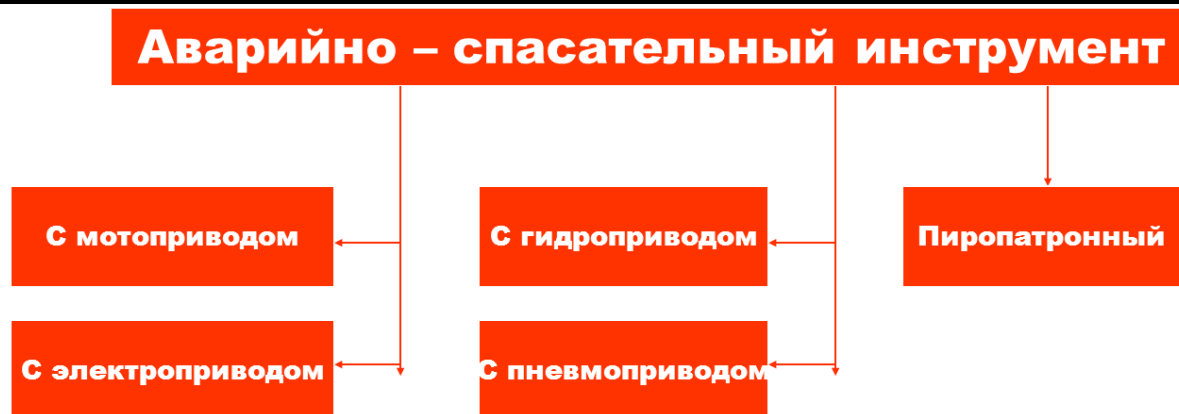 Аварийно – спасательный инструмент
С мотоприводом
С гидроприводом
Пиропатронный
С электроприводом
С пневмоприводом